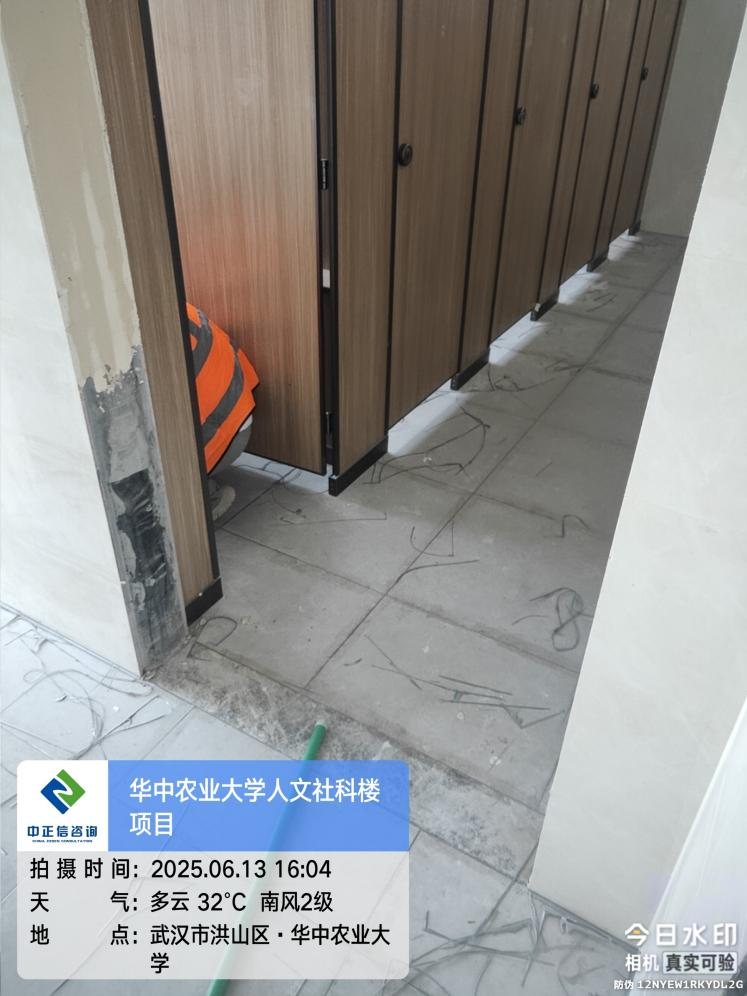 华中农业大学人文社科楼
项目
中正信咨询
CHINA ZEXIN CONSULTATION
拍摄时间：2025.06.13 16:04
天气：多云 32℃ 南风2级
地点：武汉市洪山区·华中农业大
学
今日水印
相机 真实可验
防伪 12NYEW1RKYDL2G